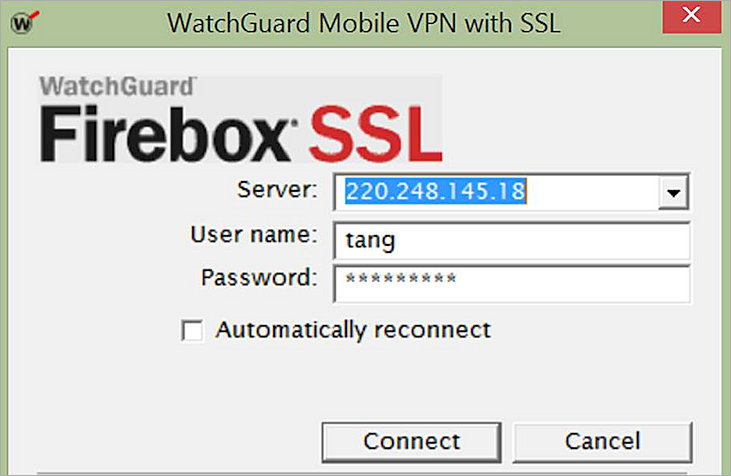 WatchGuard Mobile VPN with SSL
WatchGuard
Firebox SSL
Server: 220.248.145.18
User name: tang
Password: *********
Automatically reconnect
Connect Cancel